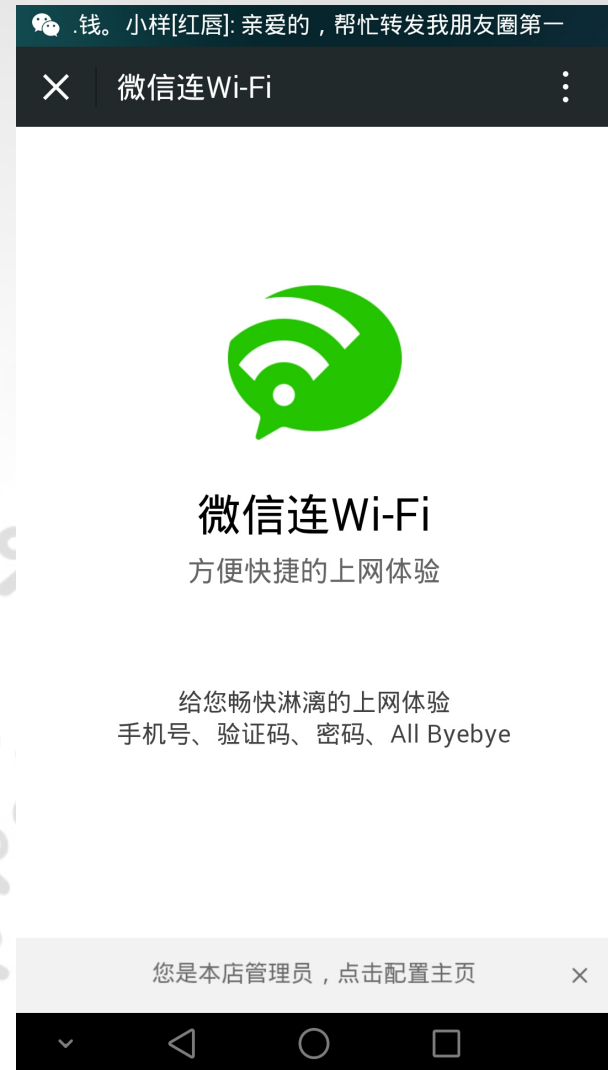 .钱。小样[红唇]: 亲爱的，帮忙转发我朋友圈第一
微信连Wi-Fi
微信连Wi-Fi
方便快捷的上网体验
给您畅快淋漓的上网体验
手机号、验证码、密码、All Byebye
您是本店管理员，点击配置主页